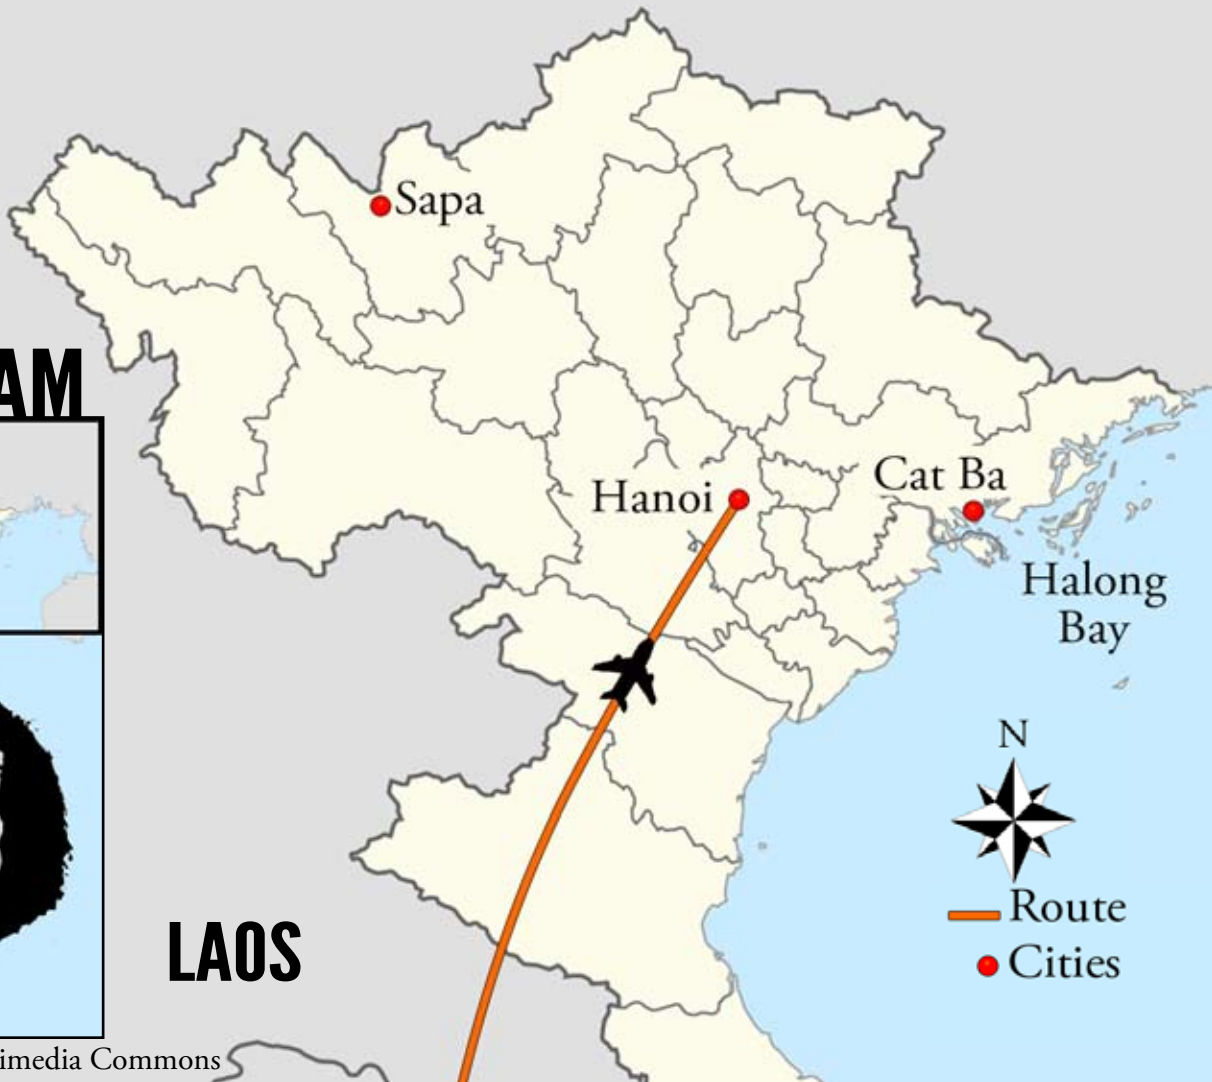 Sapa
AM
Hanoi
Cat Ba
Halong
Bay
N
Route
LAOS
Cities
imedia Commons